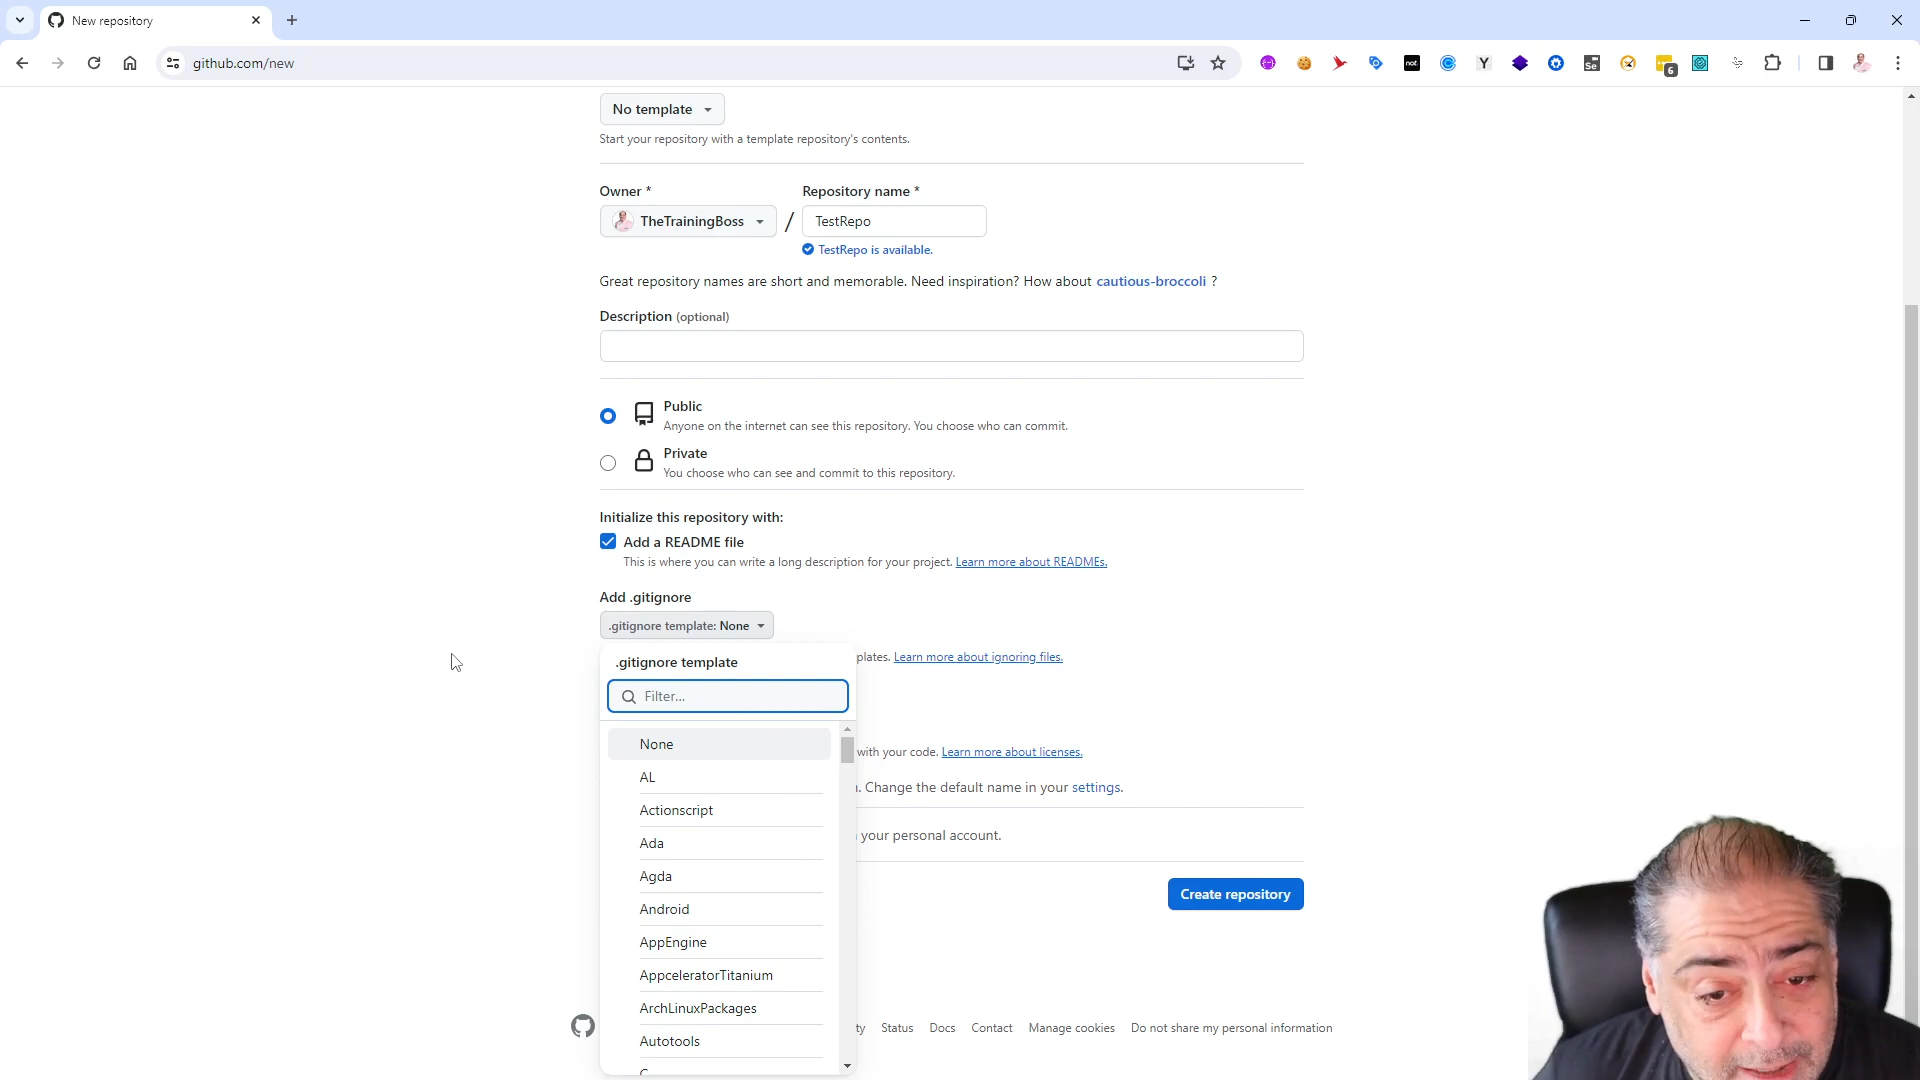 New repository
github.com/new
not.
Y
Se
6
No template
Start your repository with a template repository's contents.
Owner *
Repository name *
TheTrainingBoss
/
TestRepo
TestRepo is available.
Great repository names are short and memorable. Need inspiration? How about cautious-broccoli ?
Description (optional)
Public
Anyone on the internet can see this repository. You choose who can commit.
Private
You choose who can see and commit to this repository.
Initialize this repository with:
Add a README file
This is where you can write a long description for your project. Learn more about READMEs.
Add .gitignore
.gitignore template: None
.gitignore template
plates. Learn more about ignoring files.
Filter...
None
with your code. Learn more about licenses.
AL
. Change the default name in your settings.
Actionscript
Ada
your personal account.
Agda
Create repository
Android
AppEngine
AppceleratorTitanium
ArchLinuxPackages
ty Status Docs Contact Manage cookies Do not share my personal information
Autotools